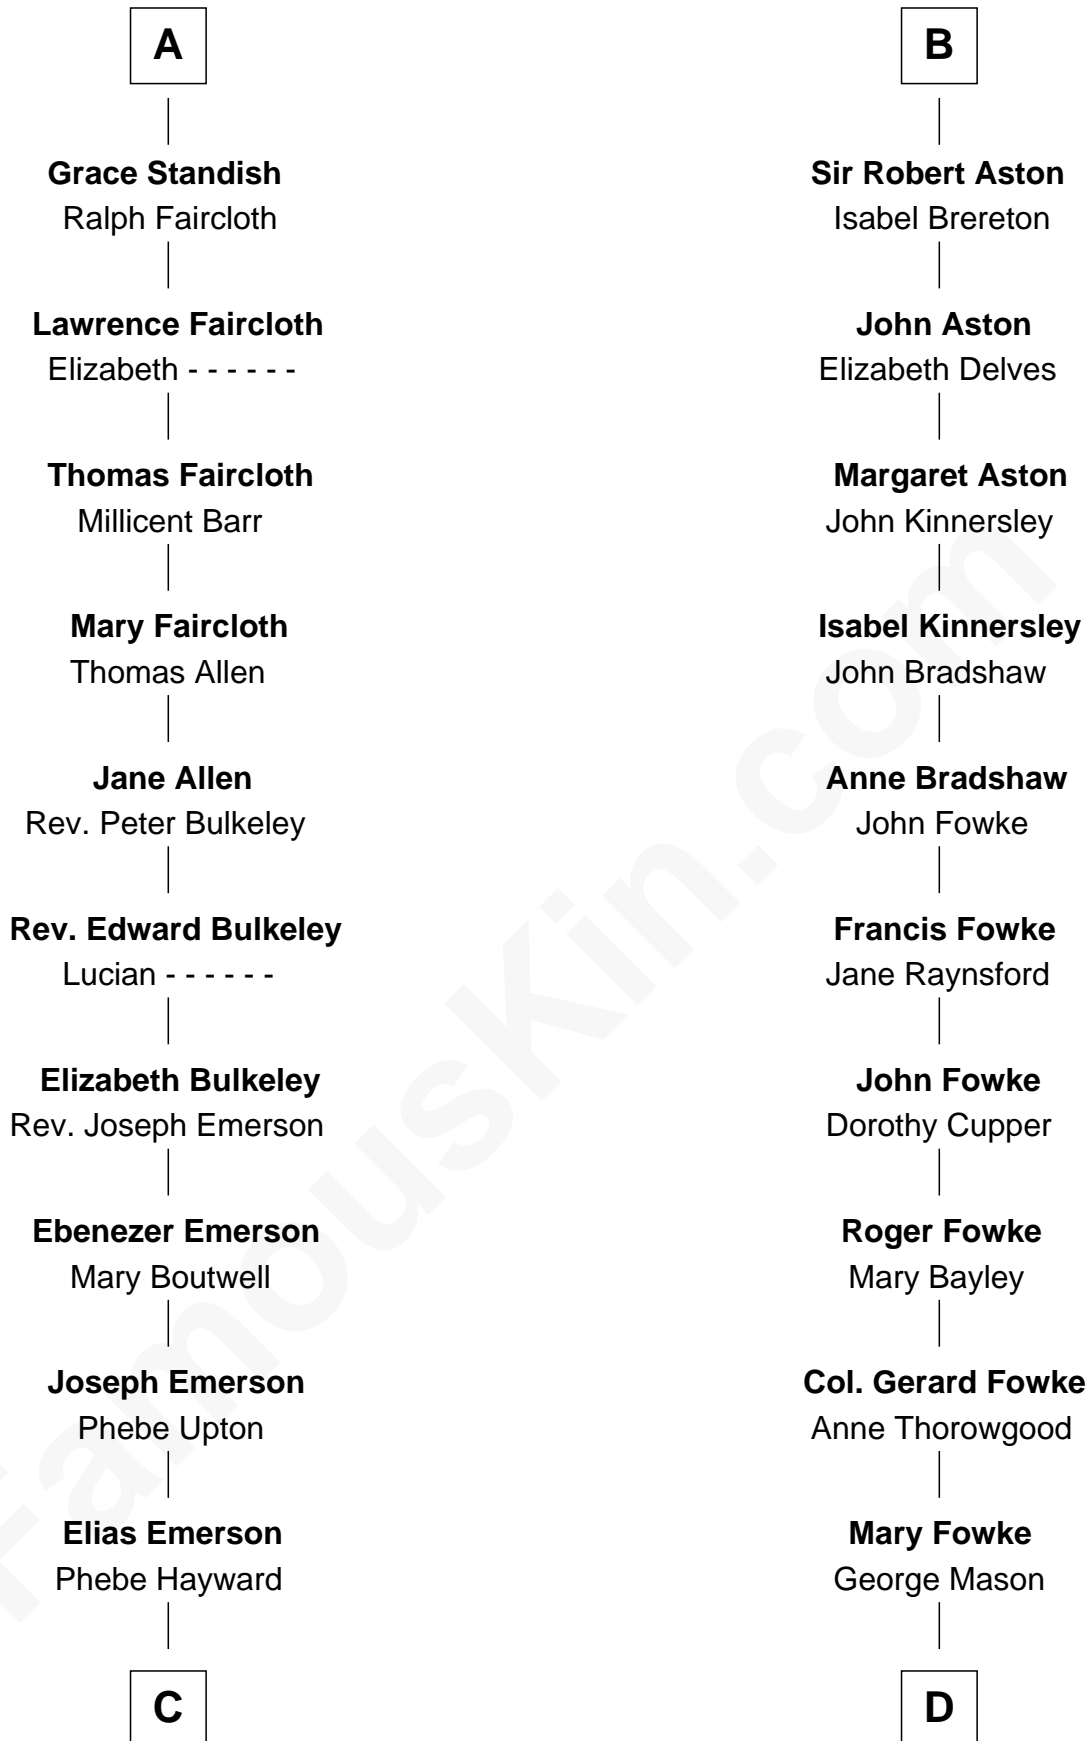 A
Grace Standish
Ralph Faircloth
Lawrence Faircloth
Elizabeth - - - - - -
Thomas Faircloth
Millicent Barr
Mary Faircloth
Thomas Allen
Jane Allen
Rev. Peter Bulkeley
Rev. Edward Bulkeley
Lucian - - - - - -
Elizabeth Bulkeley
Rev. Joseph Emerson
Ebenezer Emerson
Mary Boutwell
Joseph Emerson
Phebe Upton
Elias Emerson
Phebe Hayward
C
B
Sir Robert Aston
Isabel Brereton
John Aston
Elizabeth Delves
Margaret Aston
John Kinnersley
Isabel Kinnersley
John Bradshaw
Anne Bradshaw
John Fowke
Francis Fowke
Jane Raynsford
John Fowke
Dorothy Cupper
Roger Fowke
Mary Bayley
Col. Gerard Fowke
Anne Thorowgood
Mary Fowke
George Mason
D
FamousKin.com